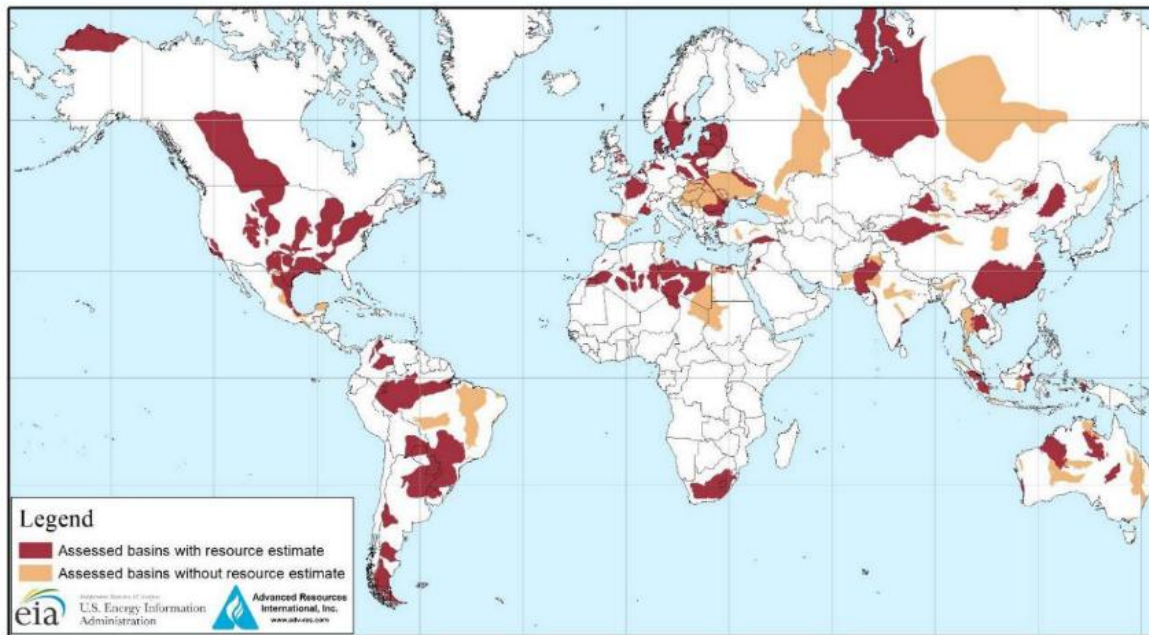 Legend
Assessed basins with resource estimate
Assessed basins without resource estimate
eia
U.S. Energy Information
Administration
Advanced Resources
International, Inc.
www.adv-res.com